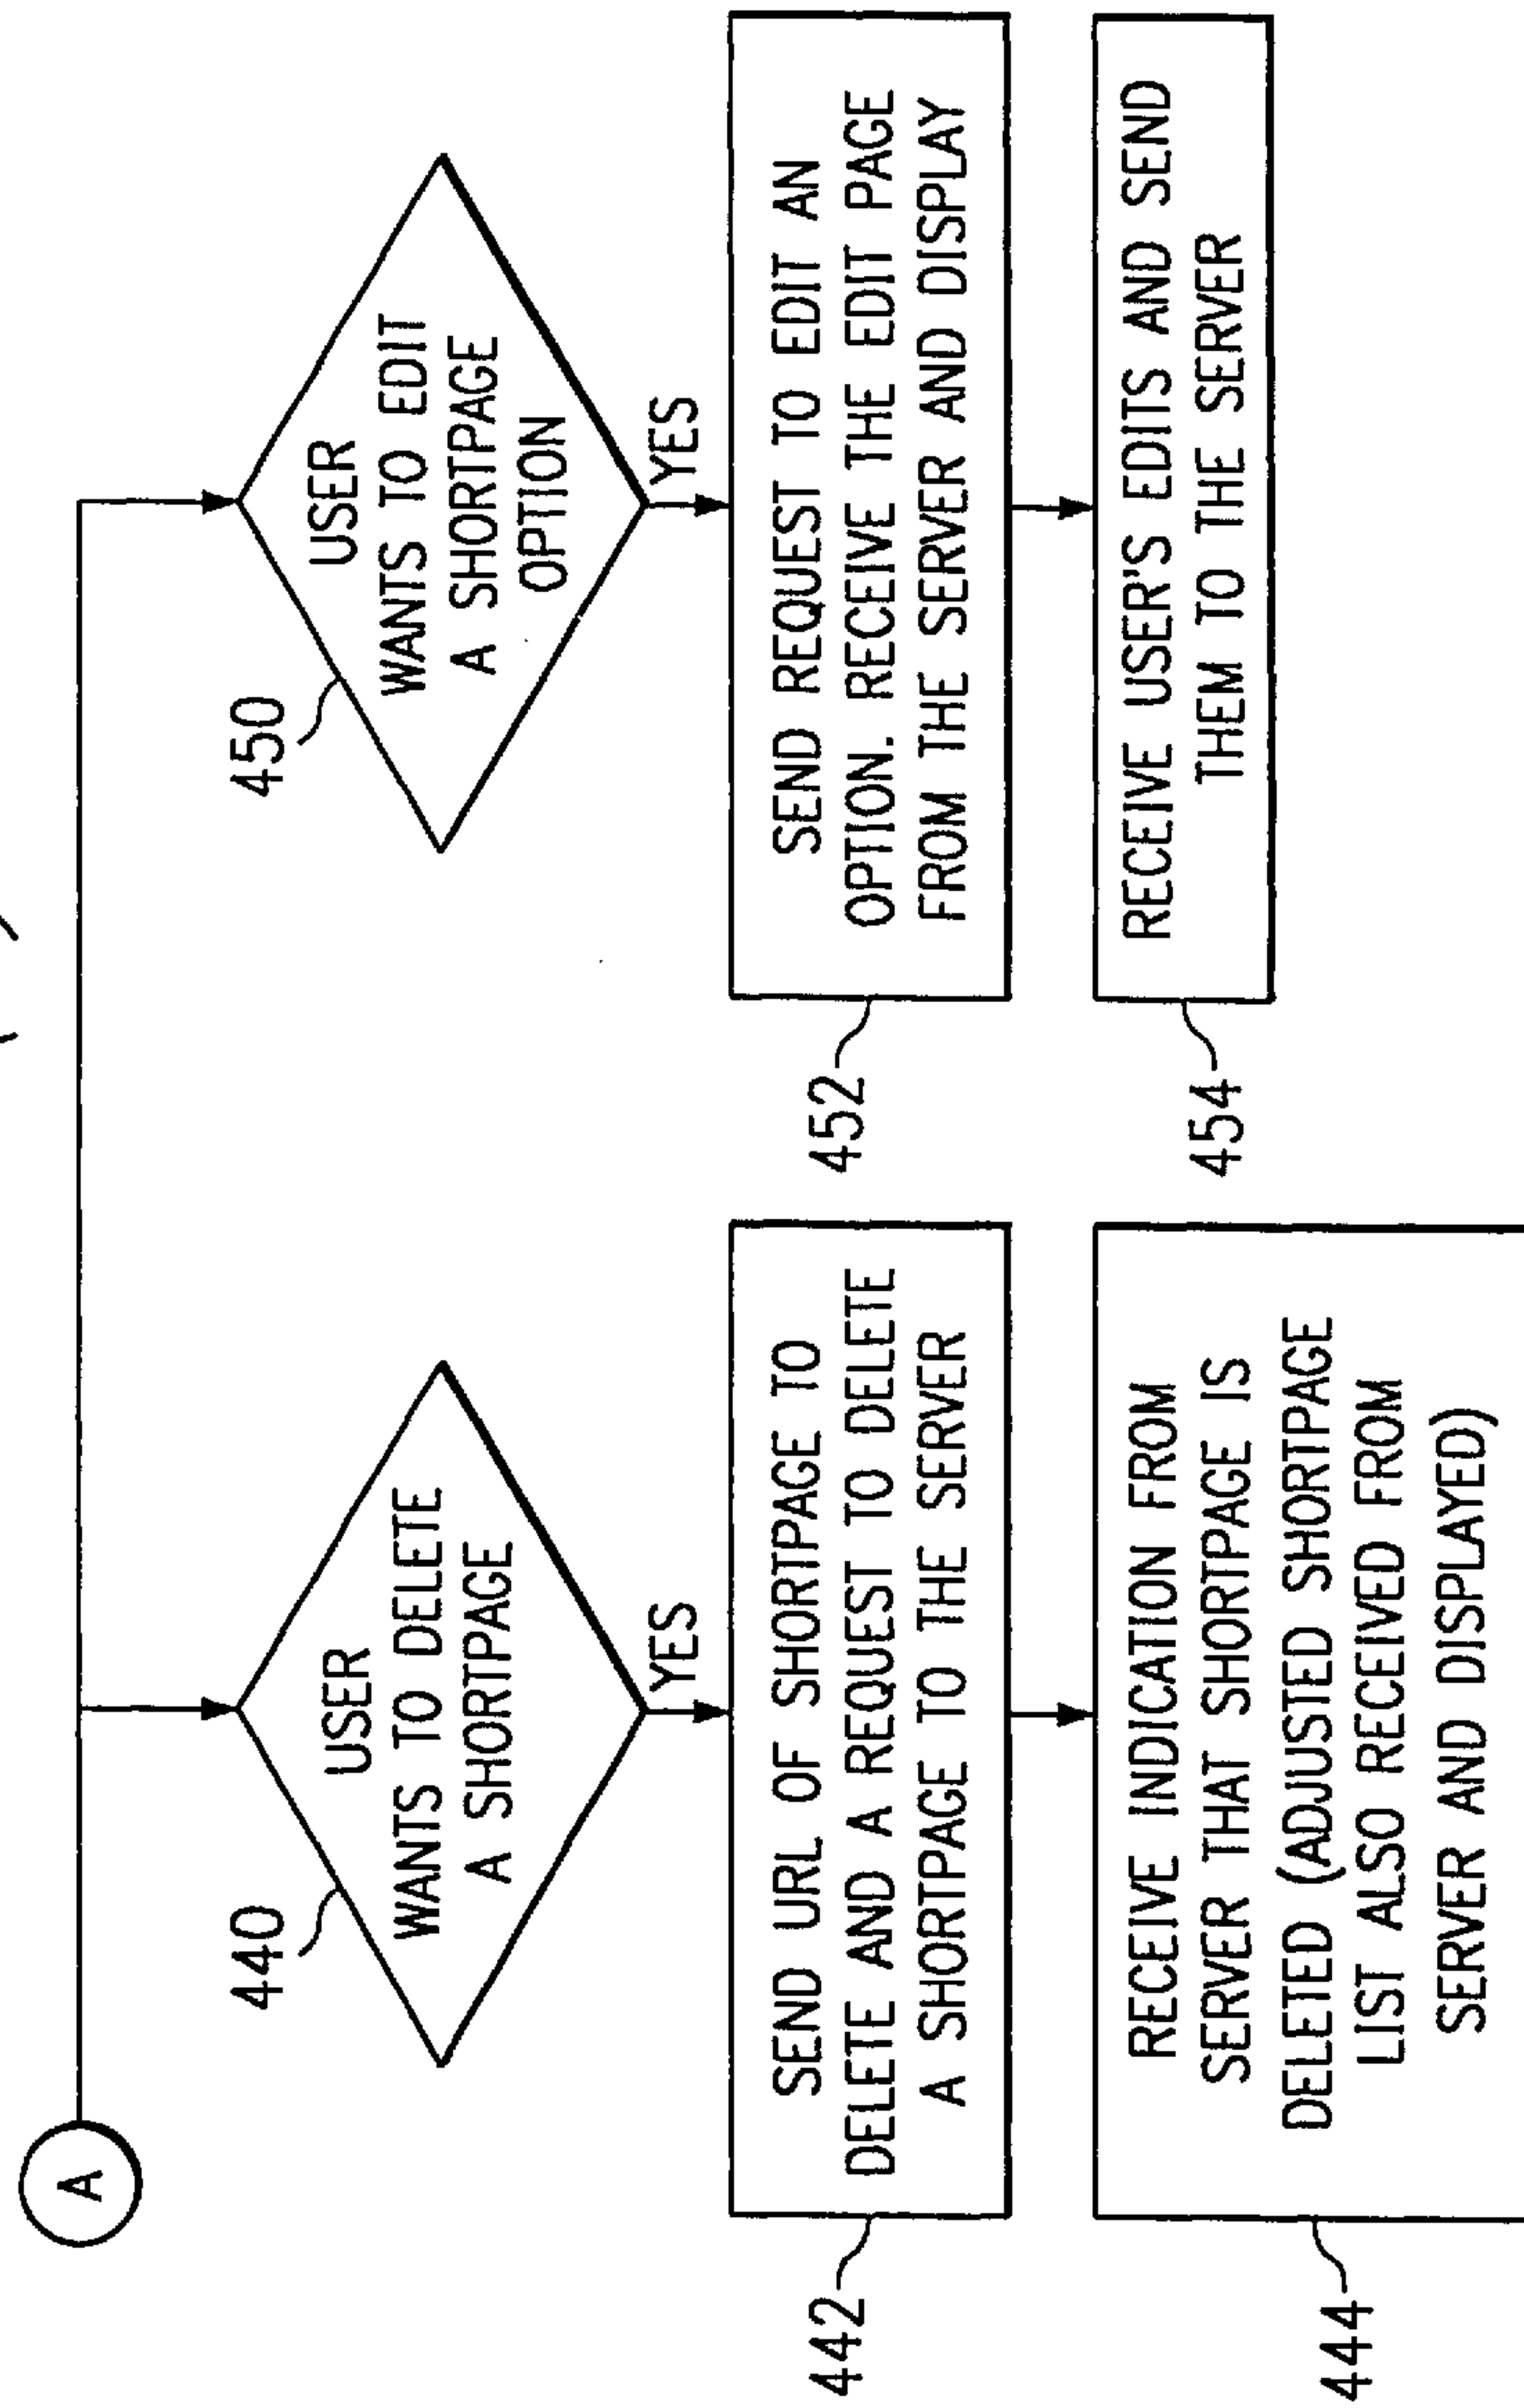 A
440
USER
WANTS TO DELETE
A SHORTPAGE
YES
442
SEND URL OF SHORTPAGE TO
DELETE AND A REQUEST TO DELETE
A SHORTPAGE TO THE SERVER
444
RECEIVE INDICATION FROM
SERVER THAT SHORTPAGE IS
DELETED (ADJUSTED SHORTPAGE
LIST ALSO RECEIVED FROM
SERVER AND DISPLAYED)
450
USER
WANTS TO EDIT
A SHORTPAGE
OPTION
YES
452
SEND REQUEST TO EDIT AN
OPTION. RECEIVE THE EDIT PAGE
FROM THE SERVER AND DISPLAY
454
RECEIVE USER'S EDITS AND SEND
THEM TO THE SERVER